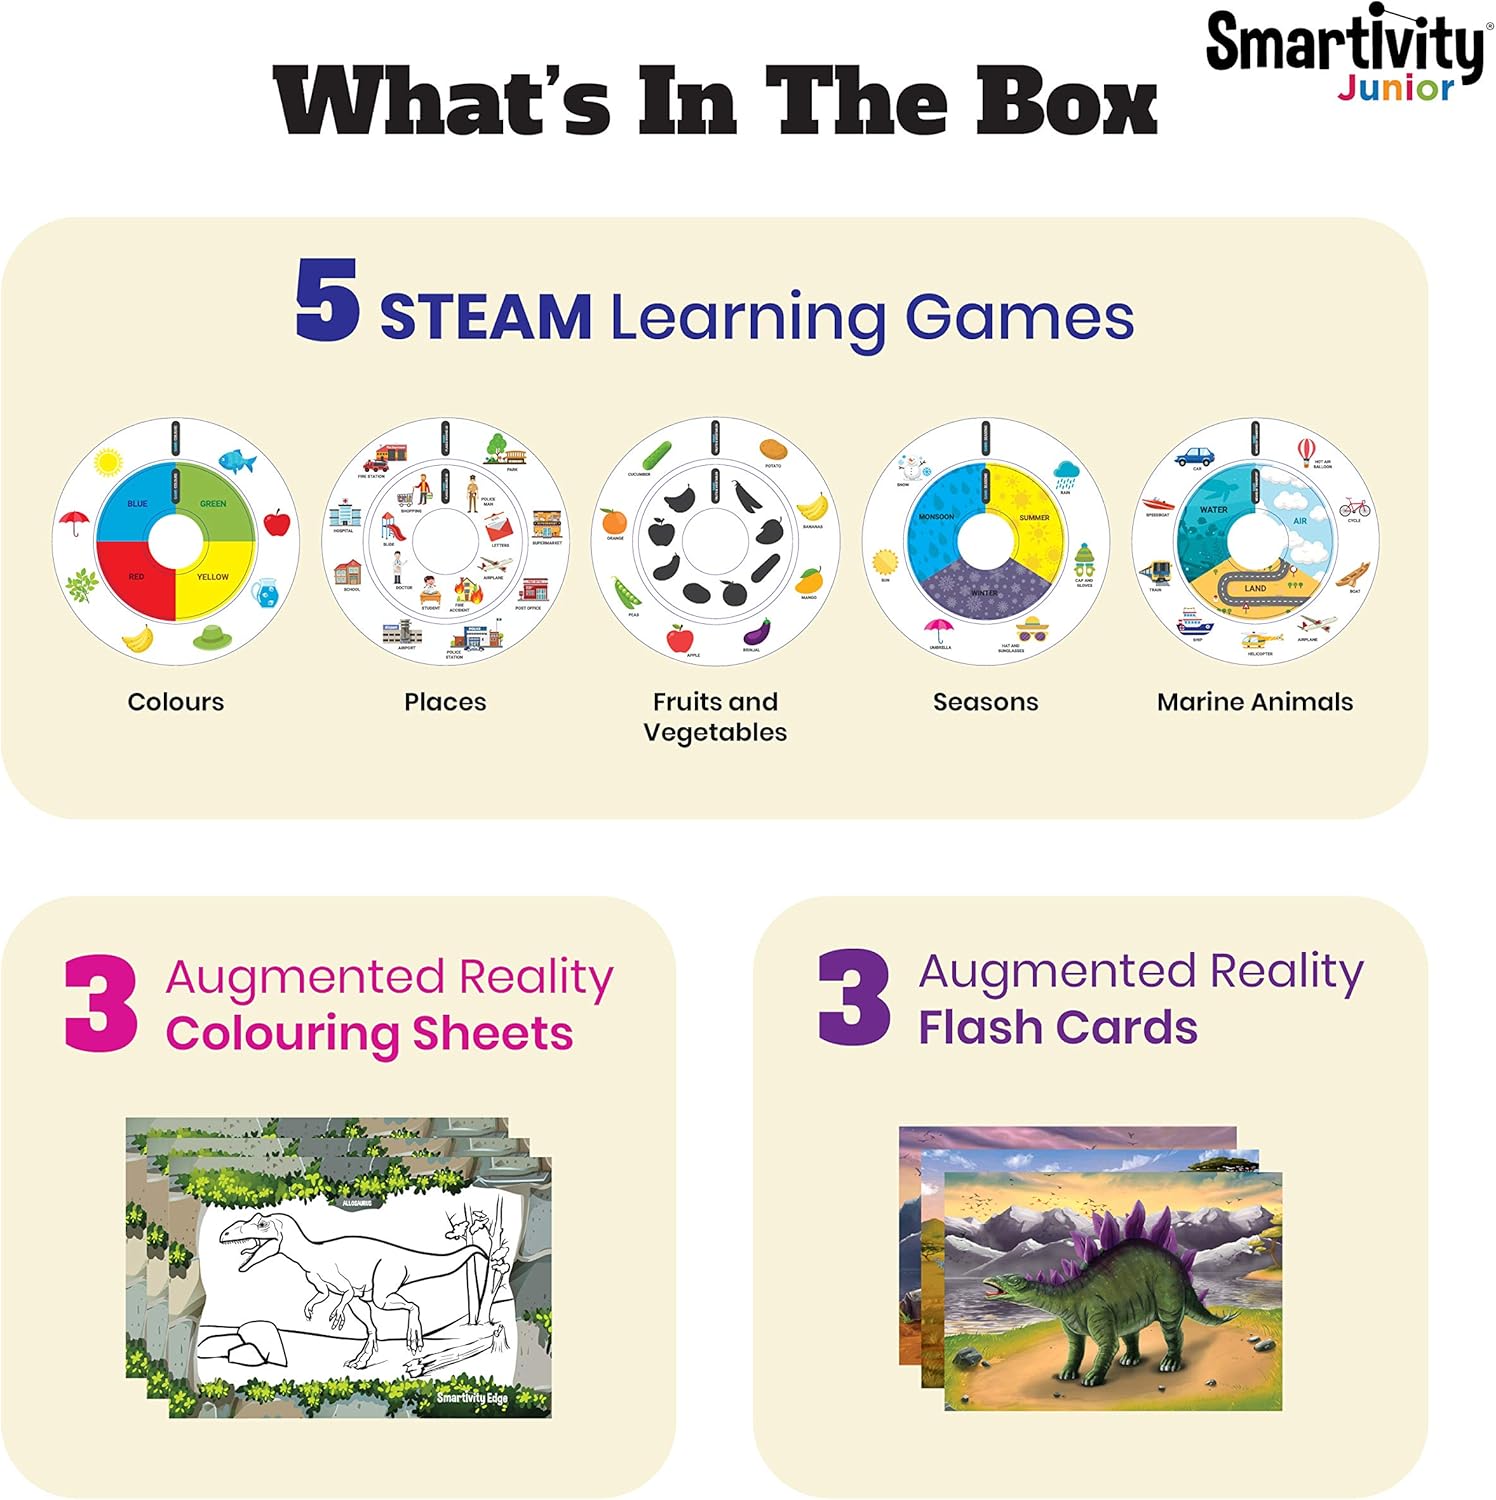 Smartivity®
Junior
What's In The Box
5 STEAM Learning Games
BLUE
GREEN
RED
YELLOW
Colours
FIRE STATION
PARK
HOSPITAL
SHOPPING
POLICE
MAN
SLIDE
LETTERS
SUPERMARKET
SCHOOL
DOCTOR
AIRPLANE
STUDENT
FIRE
ACCIDENT
POST OFFICE
AIRPORT
POLICE
STATION
Places
CUCUMBER
POTATO
ORANGE
BANANAS
PEAS
MANGO
APPLE
BRINJAL
Fruits and
Vegetables
SNOW
RAIN
MONSOON
SUMMER
SUN
CAP AND
GLOVES
WINTER
UMBRELLA
HAT AND
SUNGLASSES
Seasons
CAR
HOT AIR
BALLOON
SPEEDBOAT
WATER
AIR
CYCLE
TRAIN
LAND
BOAT
SHIP
HELICOPTER
AIRPLANE
Marine Animals
3 Augmented Reality
Colouring Sheets
ALLOSAURUS
Smartivity Edge
3 Augmented Reality
Flash Cards